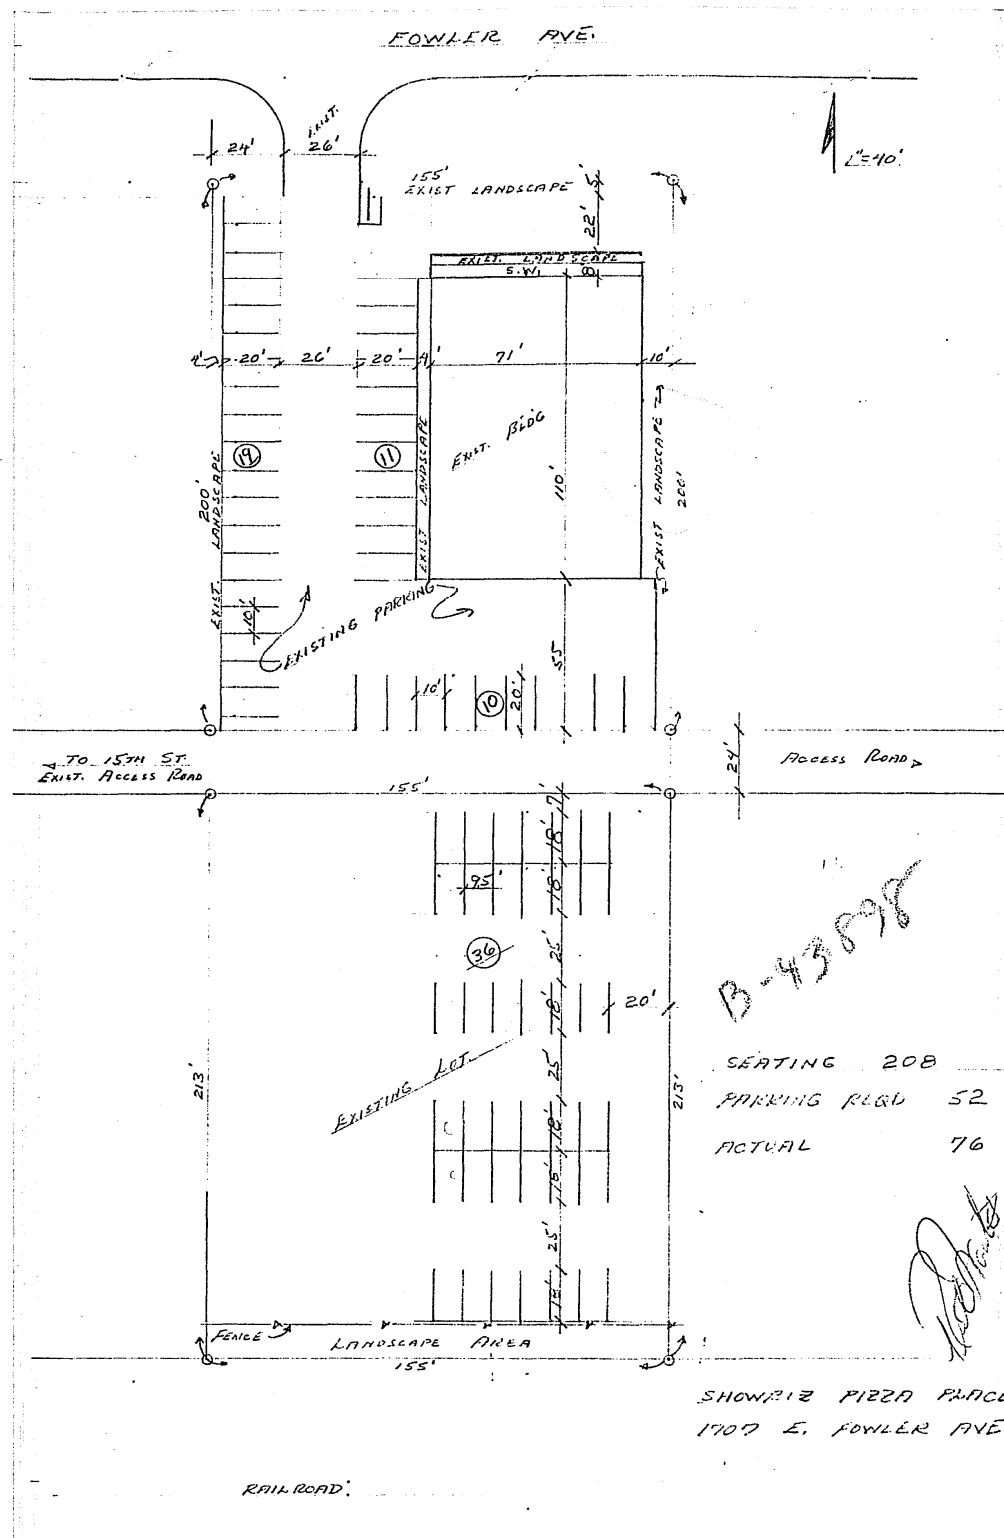 FOWLER AVE.
EXIST.
24'
26'
1"=40'
155'
EXIST LANDSCAPE
5'
22'
EXIST. LANDSCAPE
S.W.
8'
4'
20'
26'
20'
4'
71'
10'
EXIST. BLDG
19
11
EXIST LANDSCAPE
110'
EXIST LANDSCAPE
200'
200'
EXIST. LANDSCAPE
10'
EXISTING PARKING
55'
10'
10
20'
TO 15TH ST.
EXIST. ACCESS ROAD
24'
ACCESS ROAD
155'
7'
18'
18'
9.5'
36
25'
18'
20'
B-43898
EXISTING LOT
25'
213'
213'
SEATING 208
PARKING REQD 52
ACTUAL 76
18'
18'
25'
18'
FENCE
LANDSCAPE AREA
155'
SHOWBIZ PIZZA PLACE
1707 E. FOWLER AVE
RAILROAD: